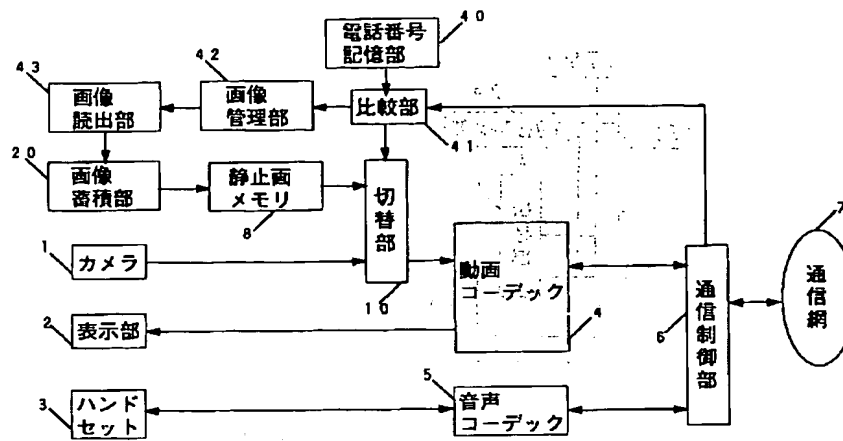 40
電話番号
記憶部
42
43
画像
読出部
画像
管理部
比較部
41
20
画像
蓄積部
静止画
メモリ
8
切替部
1
カメラ
10
動画
コーデック
4
7
通信網
通信制御部
6
2
表示部
3
ハンド
セット
5
音声
コーデック